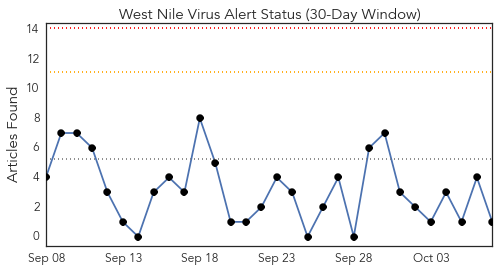 West Nile Virus Alert Status (30-Day Window)
Articles Found
14
12
10
8
6
4
2
0
Sep 08 Sep 13 Sep 18 Sep 23 Sep 28 Oct 03